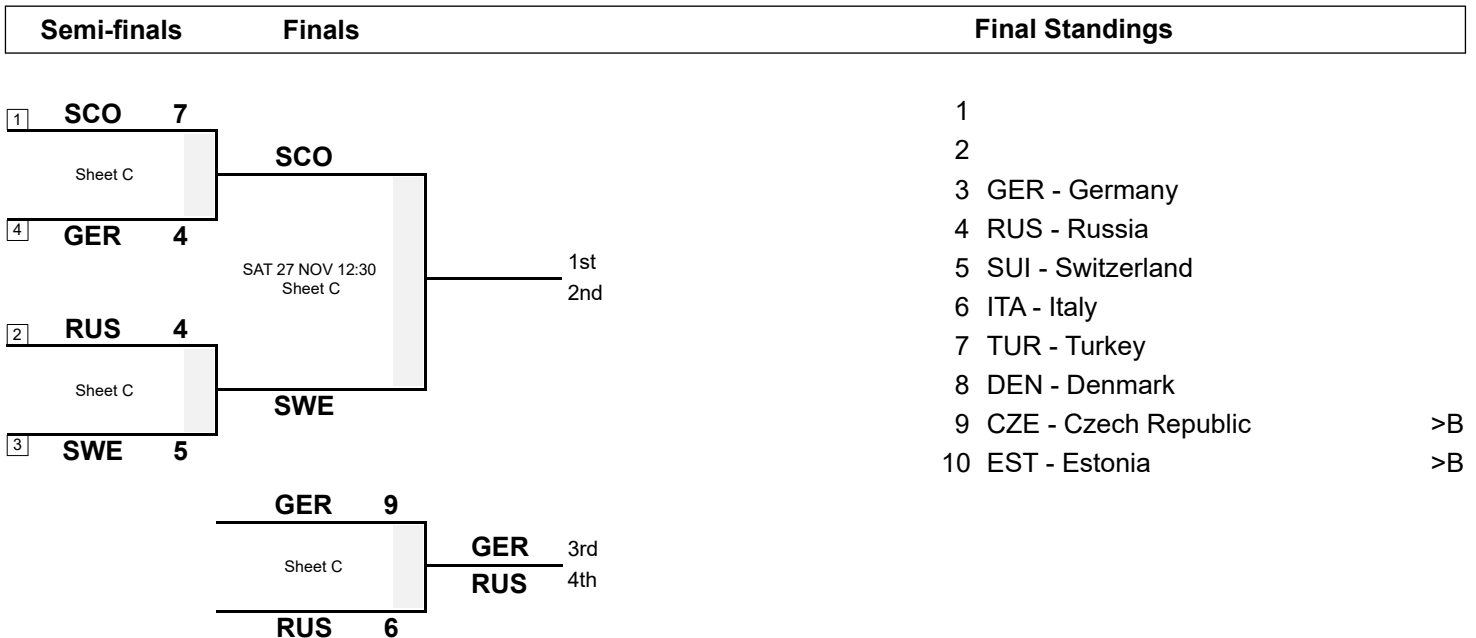 Semi-finals Finals Final Standings
1 SCO 7
Sheet C
4 GER 4
SCO
SAT 27 NOV 12:30
Sheet C
1st
2nd
2 RUS 4
Sheet C
3 SWE 5
SWE
GER 9
Sheet C
RUS 6
GER 3rd
RUS 4th
1
2
3 GER - Germany
4 RUS - Russia
5 SUI - Switzerland
6 ITA - Italy
7 TUR - Turkey
8 DEN - Denmark
9 CZE - Czech Republic >B
10 EST - Estonia >B